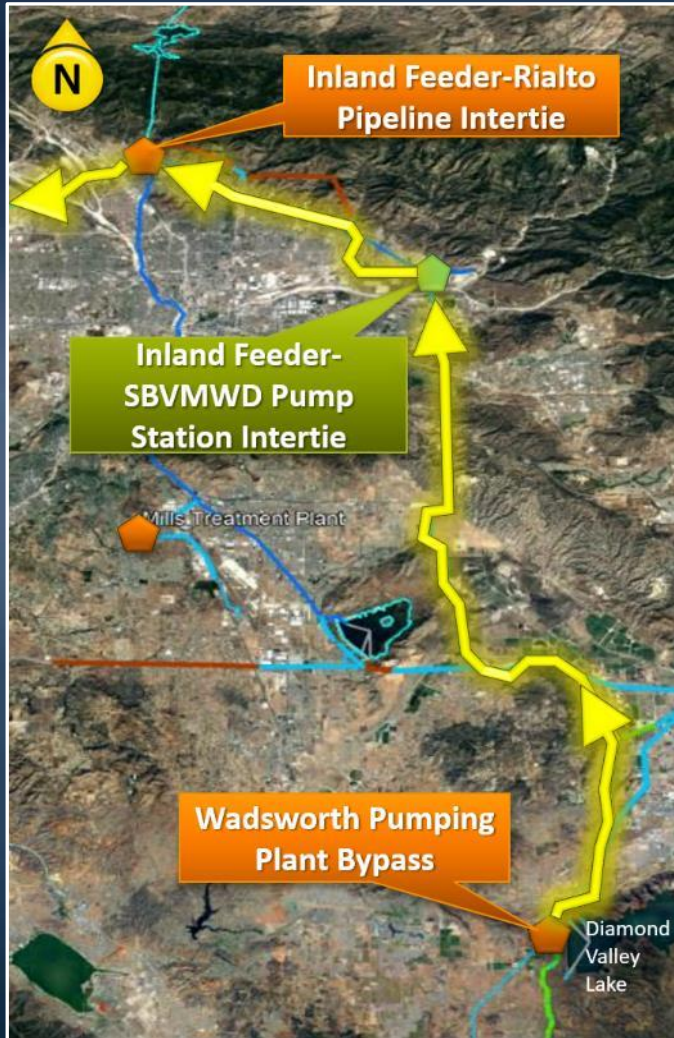 N
Inland Feeder-Rialto
Pipeline Intertie
Inland Feeder-
SBVMWD Pump
Station Intertie
Mills Treatment Plant
Wadsworth Pumping
Plant Bypass
Diamond
Valley
Lake